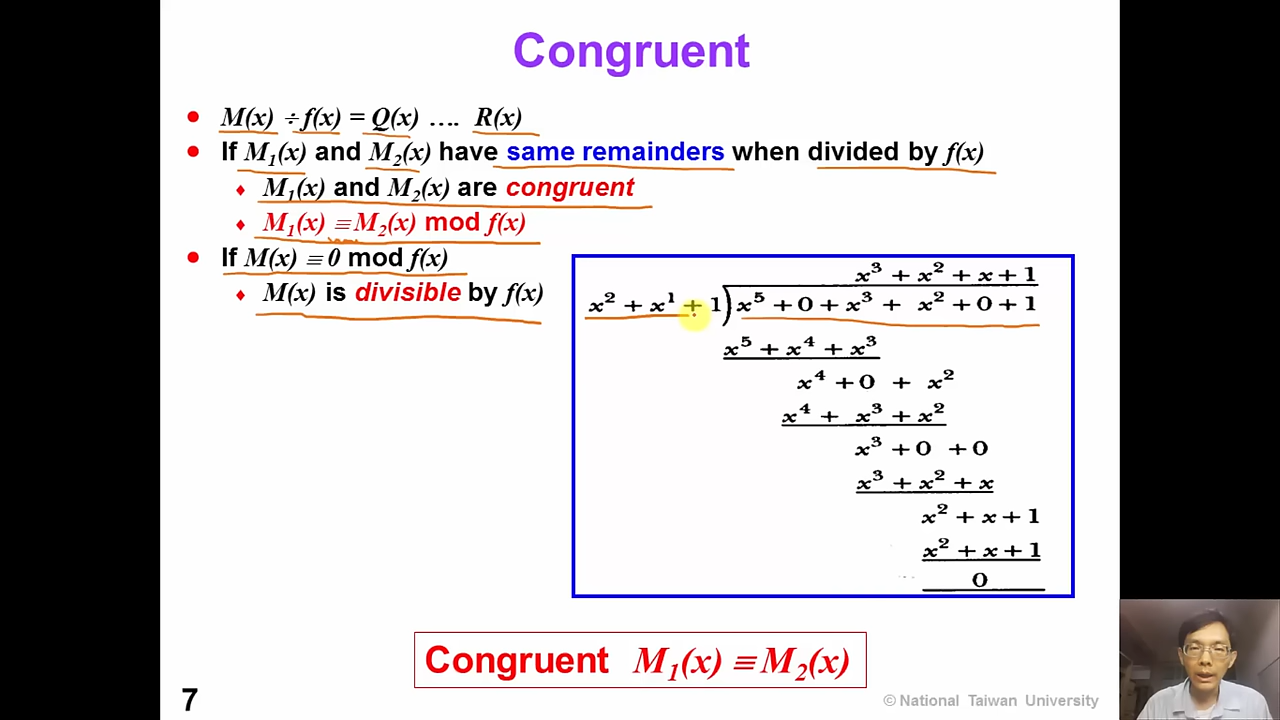 Congruent
• M(x) ÷ f(x) = Q(x) .... R(x)
• If M₁(x) and M₂(x) have same remainders when divided by f(x)
♦ M₁(x) and M₂(x) are congruent
♦ M₁(x) ≡ M₂(x) mod f(x)
• If M(x) ≡ 0 mod f(x)
♦ M(x) is divisible by f(x)
x³ + x² + x + 1
x² + x¹ + 1 ) x⁵ + 0 + x³ + x² + 0 + 1
x⁵ + x⁴ + x³
x⁴ + 0 + x²
x⁴ + x³ + x²
x³ + 0 + 0
x³ + x² + x
x² + x + 1
x² + x + 1
0
Congruent M₁(x) ≡ M₂(x)
7
© National Taiwan University